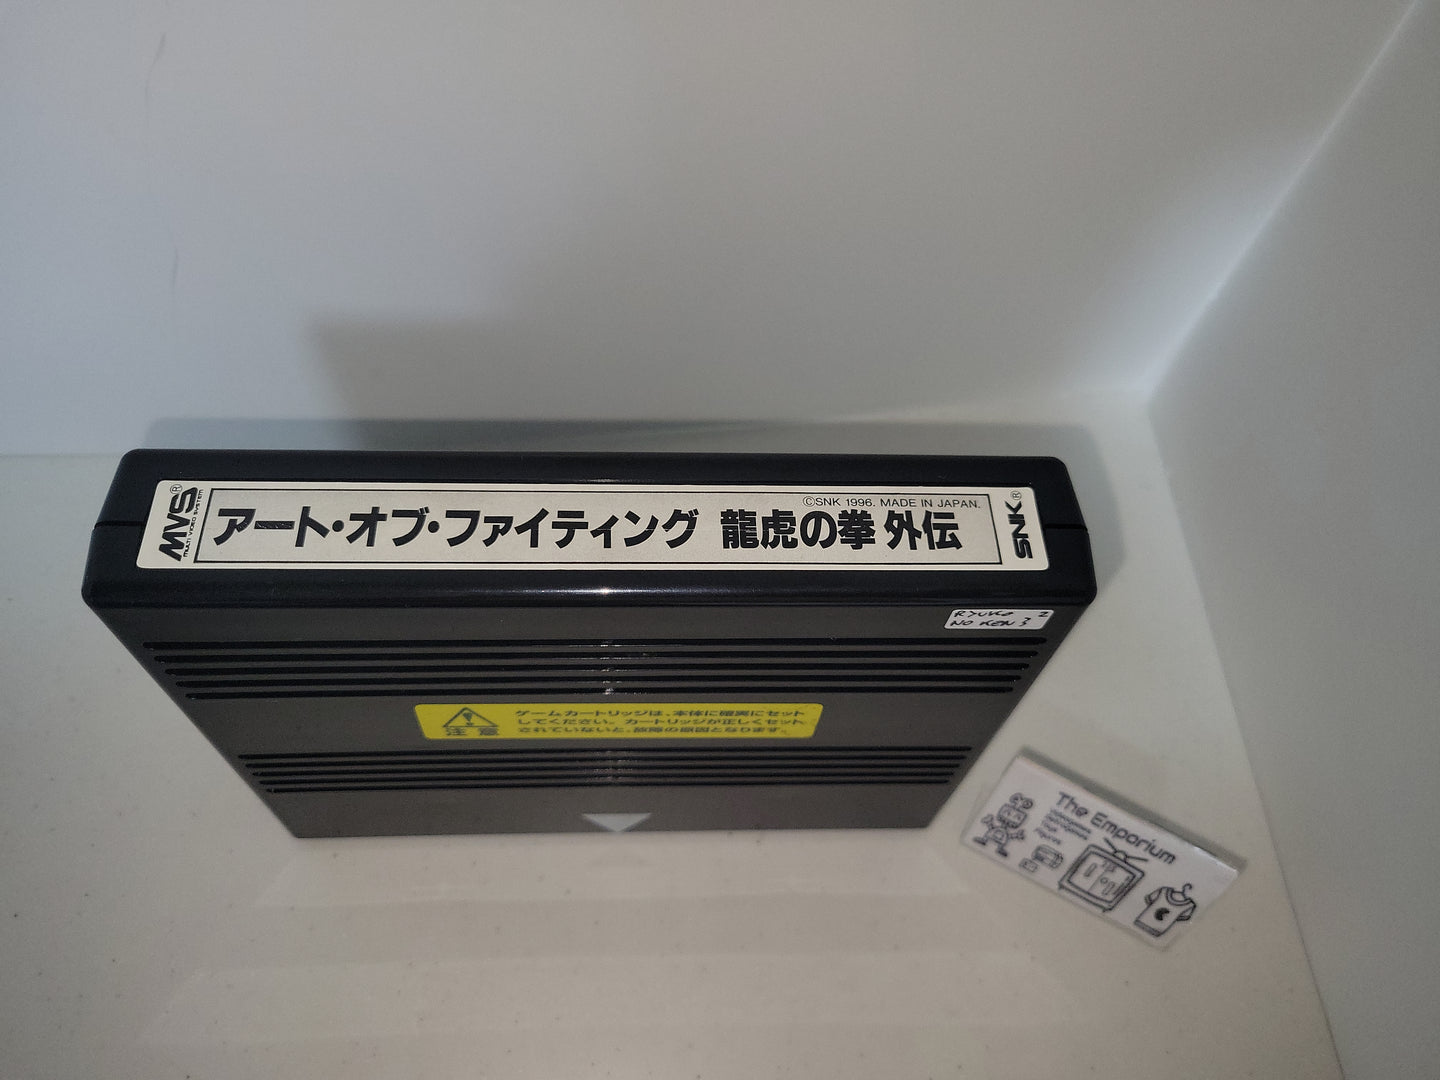 MVS®
MULTI VIDEO SYSTEM
©SNK 1996. MADE IN JAPAN.
アート・オブ・ファイティング 龍虎の拳 外伝
SNK®
RYUKO 2
NO KEN 3
注意
ゲームカートリッジは、本体に確実にセット
してください。カートリッジが正しくセット
されていないと、故障の原因となります。
The Emporium
Videogames
Retrogames
Toys
Figures